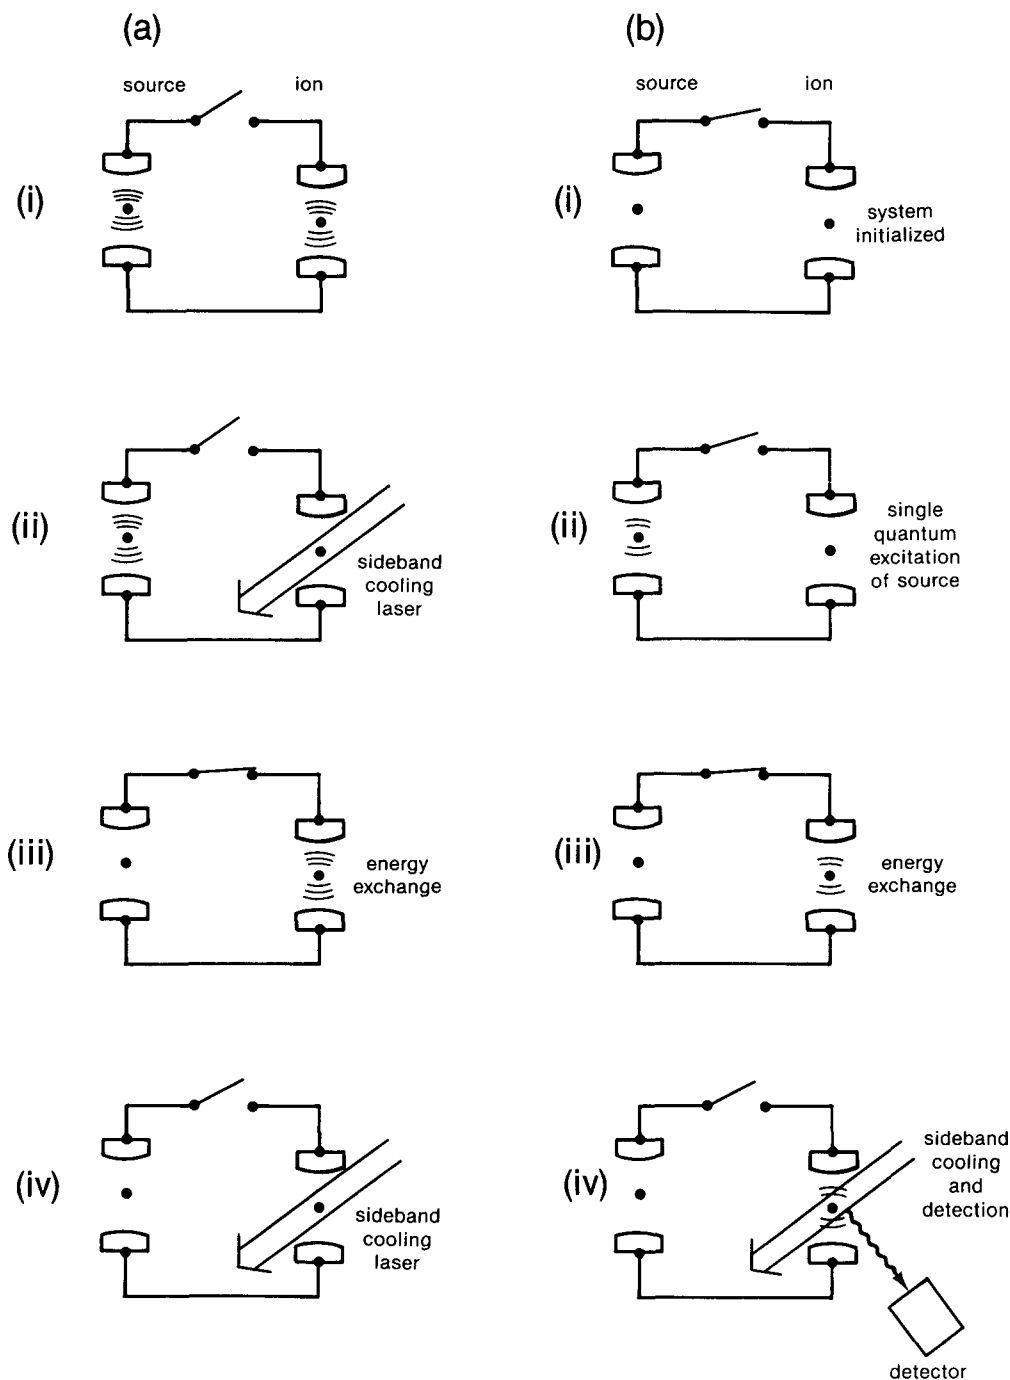 (a)
(b)
source
ion
source
ion
(i)
(i)
system
initialized
(ii)
sideband
cooling
laser
(ii)
single
quantum
excitation
of source
(iii)
energy
exchange
(iii)
energy
exchange
(iv)
sideband
cooling
laser
(iv)
sideband
cooling
and
detection
detector